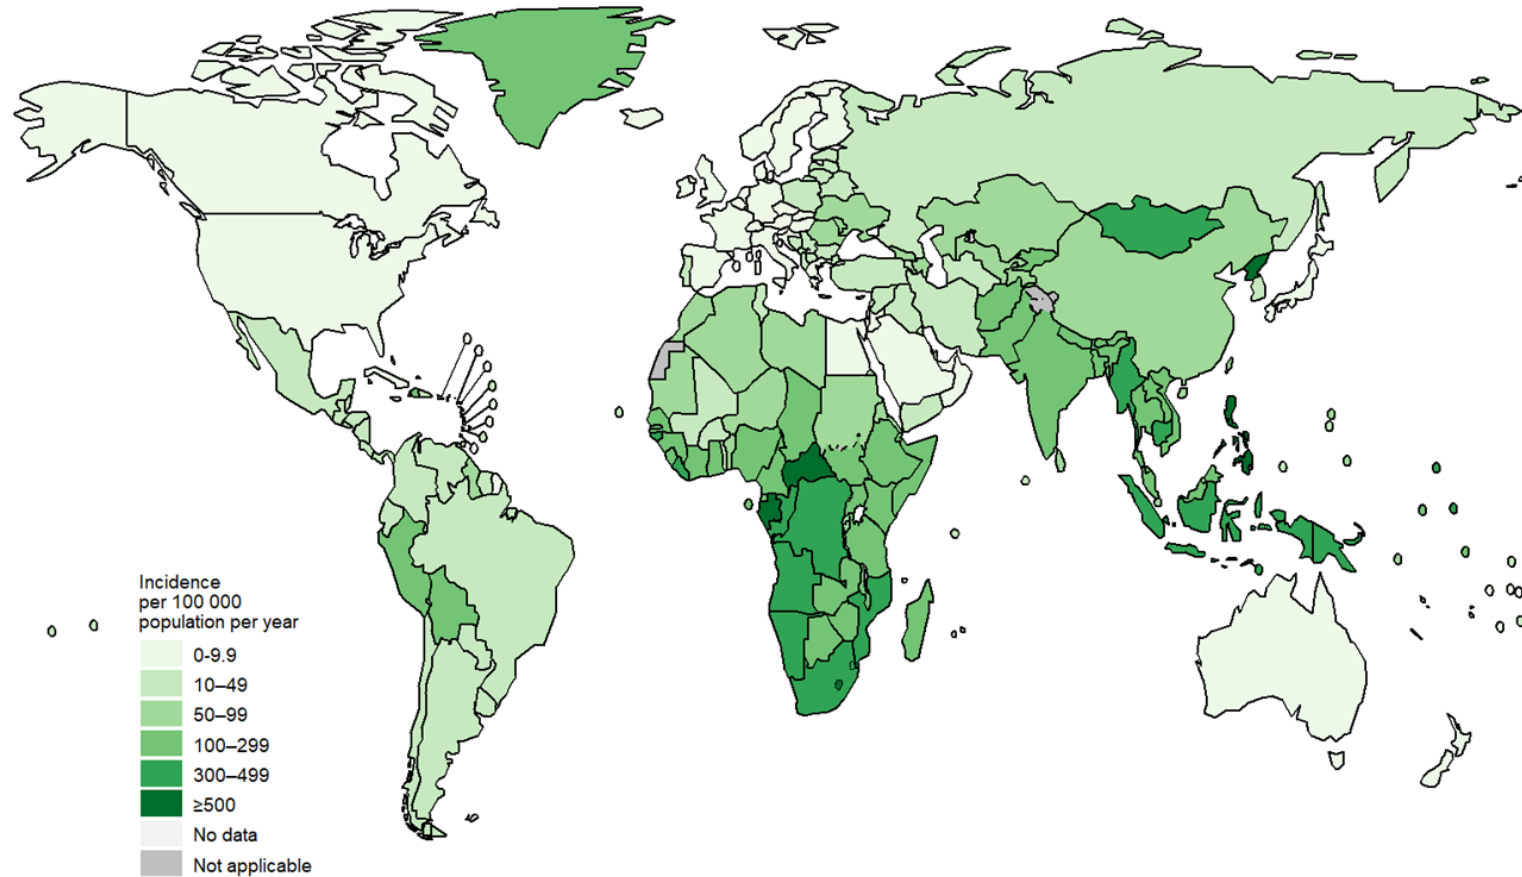 Incidence
per 100 000
population per year
0-9.9
10–49
50–99
100–299
300–499
≥500
No data
Not applicable